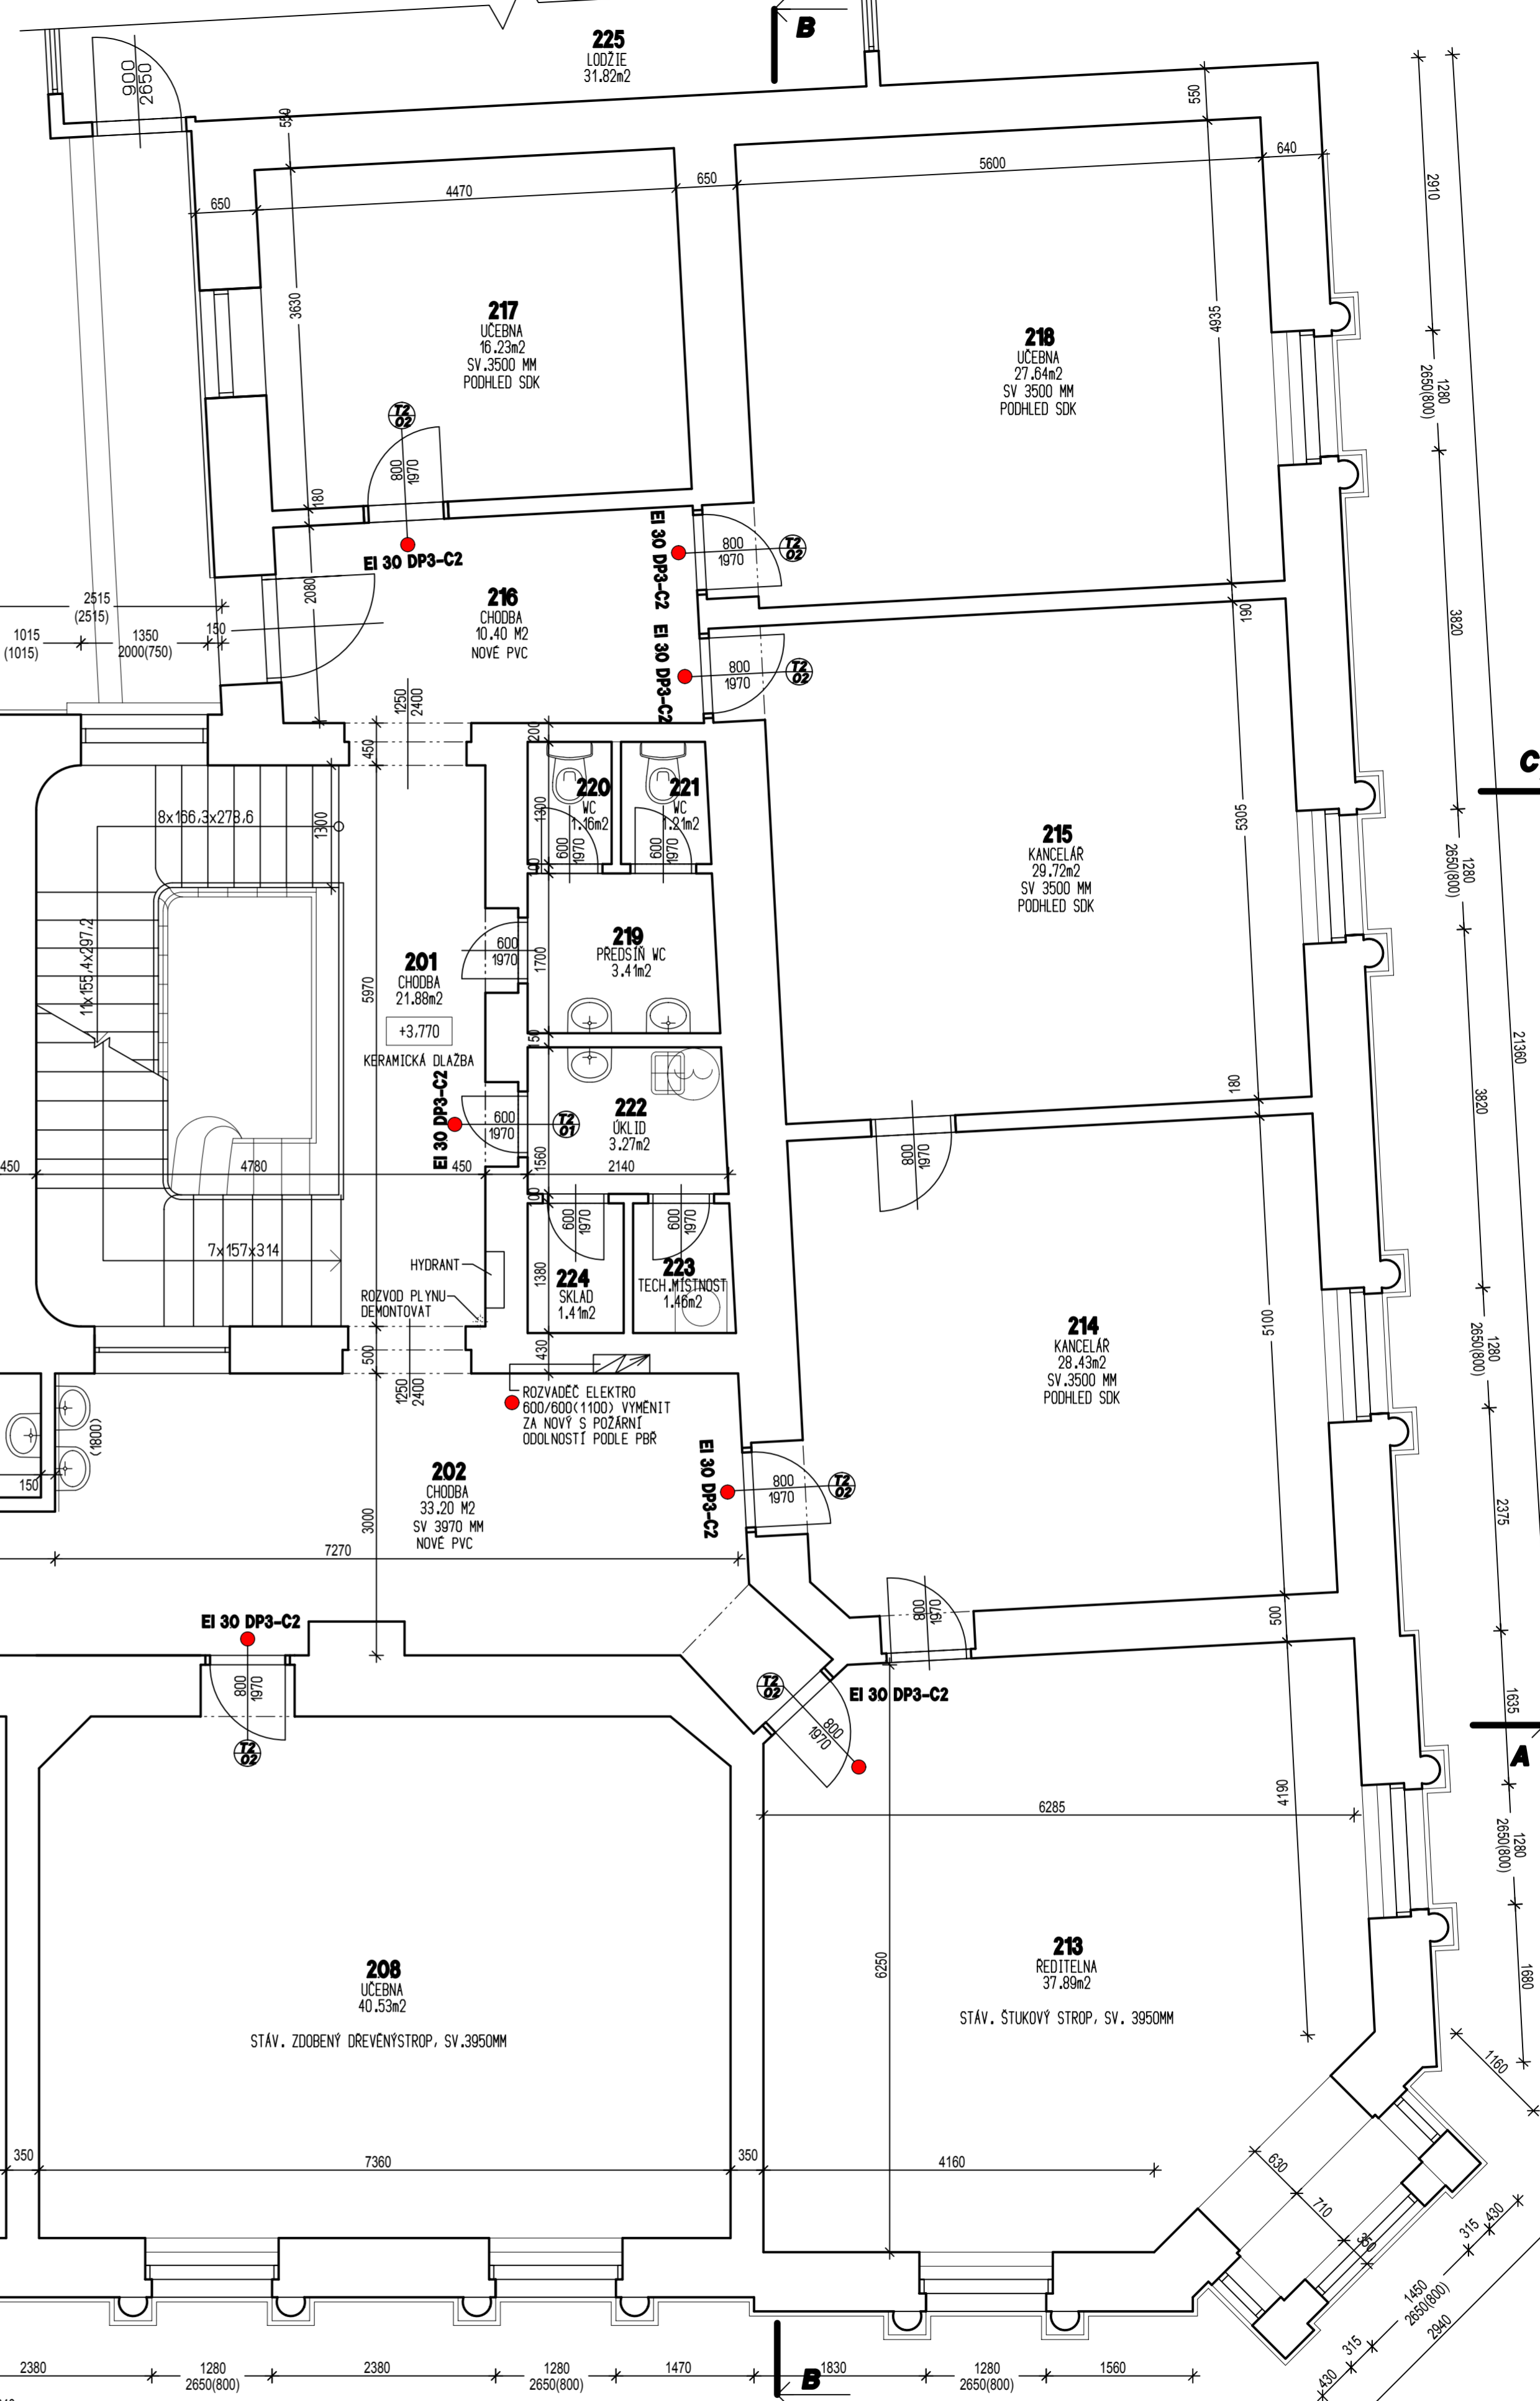 B
225
LODŽIE
31.82m2
900
2650
550
550
650
4470
650
5600
640
2910
3630
217
UČEBNA
16.23m2
SV.3500 MM
PODHLED SDK
218
UČEBNA
27.64m2
SV 3500 MM
PODHLED SDK
4935
1280
2650(800)
T2
02
800
1970
180
EI 30 DP3-C2
EI 30 DP3-C2
800
1970
T2
02
2080
216
CHODBA
10.40 M2
NOVÉ PVC
EI 30 DP3-C2
800
1970
T2
02
190
3820
2515
(2515)
1015
(1015)
1350
2000(750)
150
1250
2400
450
200
C
8x166,3x278,6
1300
1300
220
WC
1.16m2
221
WC
1.21m2
600
1970
600
1970
100
215
KANCELÁŘ
29.72m2
SV 3500 MM
PODHLED SDK
5305
1280
2650(800)
11x155,4x297,2
5970
201
CHODBA
21.88m2
+3,770
KERAMICKÁ DLAŽBA
600
1970
1700
219
PŘEDSÍŇ WC
3.41m2
150
21360
EI 30 DP3-C2
600
1970
T2
01
222
ÚKLID
3.27m2
1560
180
3820
800
1970
450
4780
450
2140
100
600
1970
600
1970
7x157x314
HYDRANT
ROZVOD PLYNU
DEMONTOVAT
1380
224
SKLAD
1.41m2
223
TECH.MÍSTNOST
1.46m2
214
KANCELÁŘ
28.43m2
SV.3500 MM
PODHLED SDK
5100
1280
2650(800)
500
430
1250
2400
ROZVADĚČ ELEKTRO
600/600(1100) VYMĚNIT
ZA NOVÝ S POŽÁRNÍ
ODOLNOSTÍ PODLE PBŘ
(1800)
150
202
CHODBA
33.20 M2
SV 3970 MM
NOVÉ PVC
3000
EI 30 DP3-C2
800
1970
T2
02
2375
7270
800
1970
500
EI 30 DP3-C2
800
1970
T2
02
T2
02
800
1970
EI 30 DP3-C2
1635
A
6285
4190
1280
2650(800)
208
UČEBNA
40.53m2
STÁV. ZDOBENÝ DŘEVĚNÝSTROP, SV.3950MM
6250
213
ŘEDITELNA
37.89m2
STÁV. ŠTUKOVÝ STROP, SV. 3950MM
1680
1160
350
7360
350
4160
630
710
350
430
315
1450
2650(800)
2940
315
430
2380
1280
2650(800)
2380
1280
2650(800)
1470
B
1830
1280
2650(800)
1560